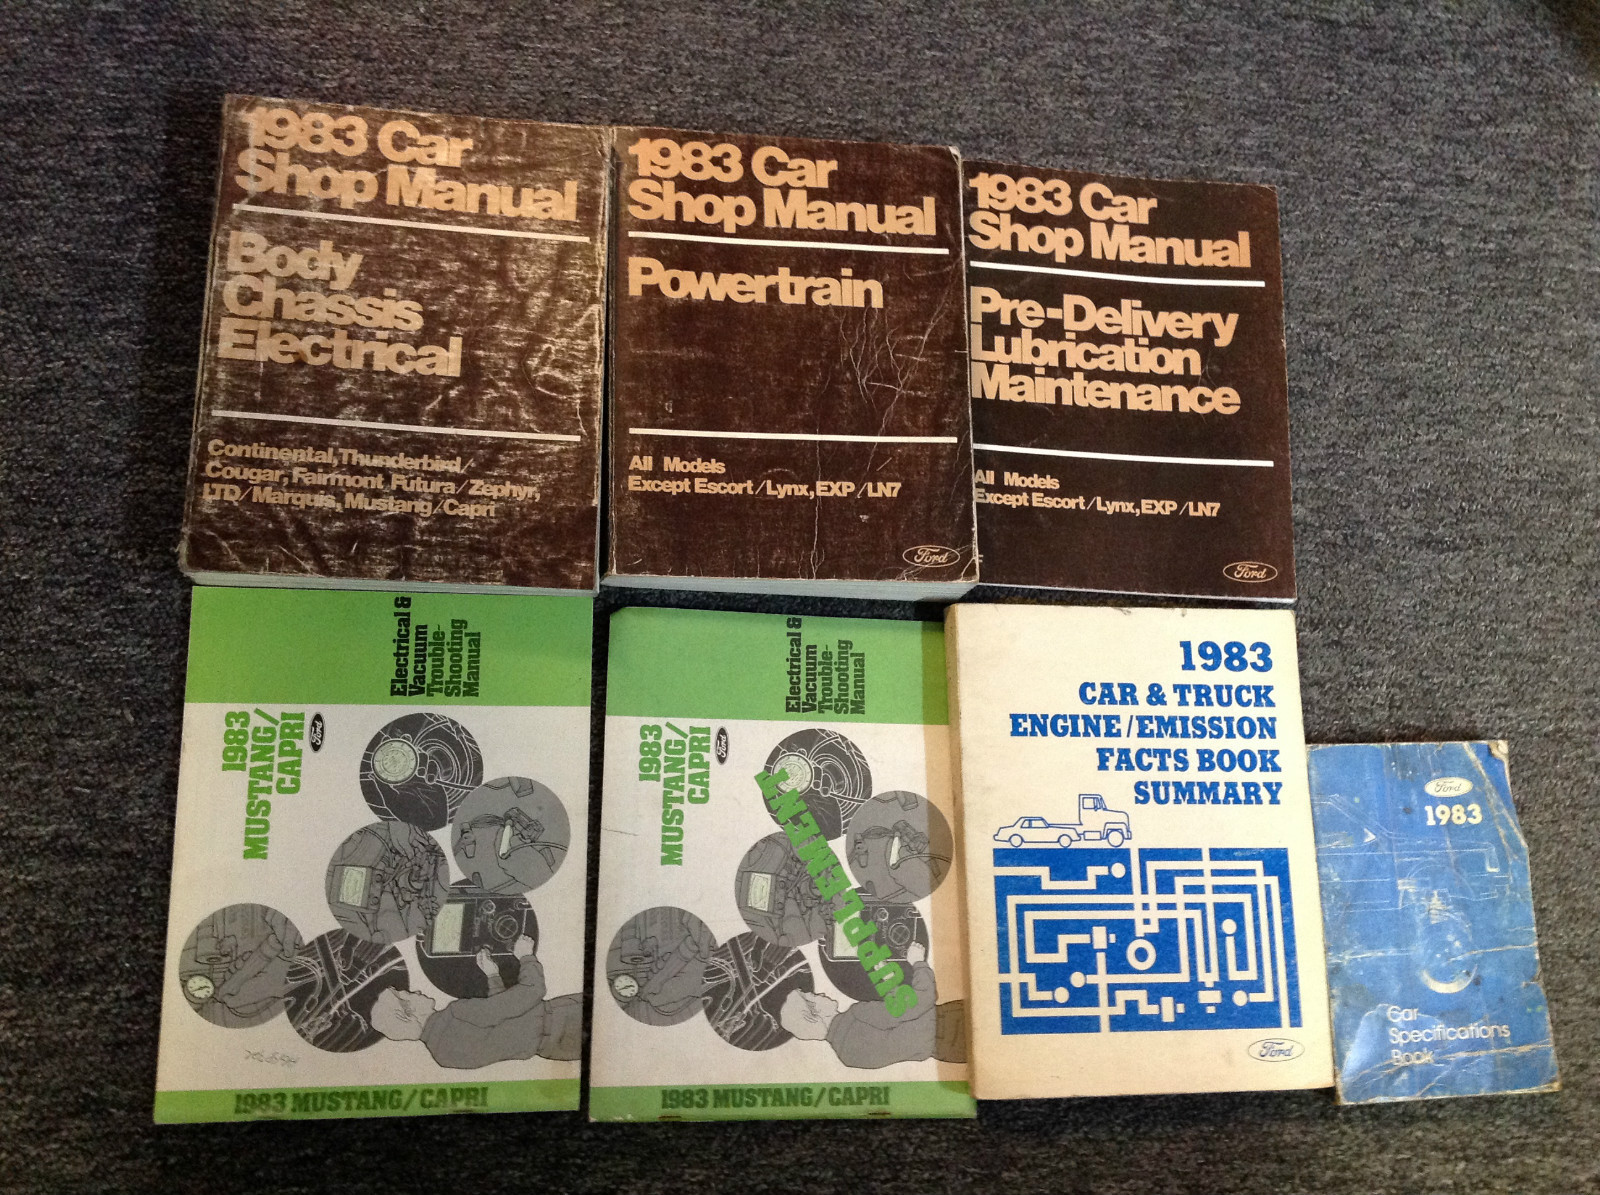 1983 Car
Shop Manual
Body
Chassis
Electrical
Continental, Thunderbird/
Cougar, Fairmont Futura/Zephyr,
LTD/Marquis, Mustang/Capri
1983 Car
Shop Manual
Powertrain
All Models
Except Escort/Lynx, EXP/LN7
Ford
1983 Car
Shop Manual
Pre-Delivery
Lubrication
Maintenance
All Models
Except Escort/Lynx, EXP/LN7
Ford
Electrical &
Vacuum
Trouble-
Shooting
Manual
1983
MUSTANG/
CAPRI
Ford
1983 MUSTANG/CAPRI
Electrical &
Vacuum
Trouble-
Shooting
Manual
1983
MUSTANG/
CAPRI
Ford
SUPPLEMENT
1983 MUSTANG/CAPRI
1983
CAR & TRUCK
ENGINE/EMISSION
FACTS BOOK
SUMMARY
Ford
Ford
1983
Car
Specifications
Book